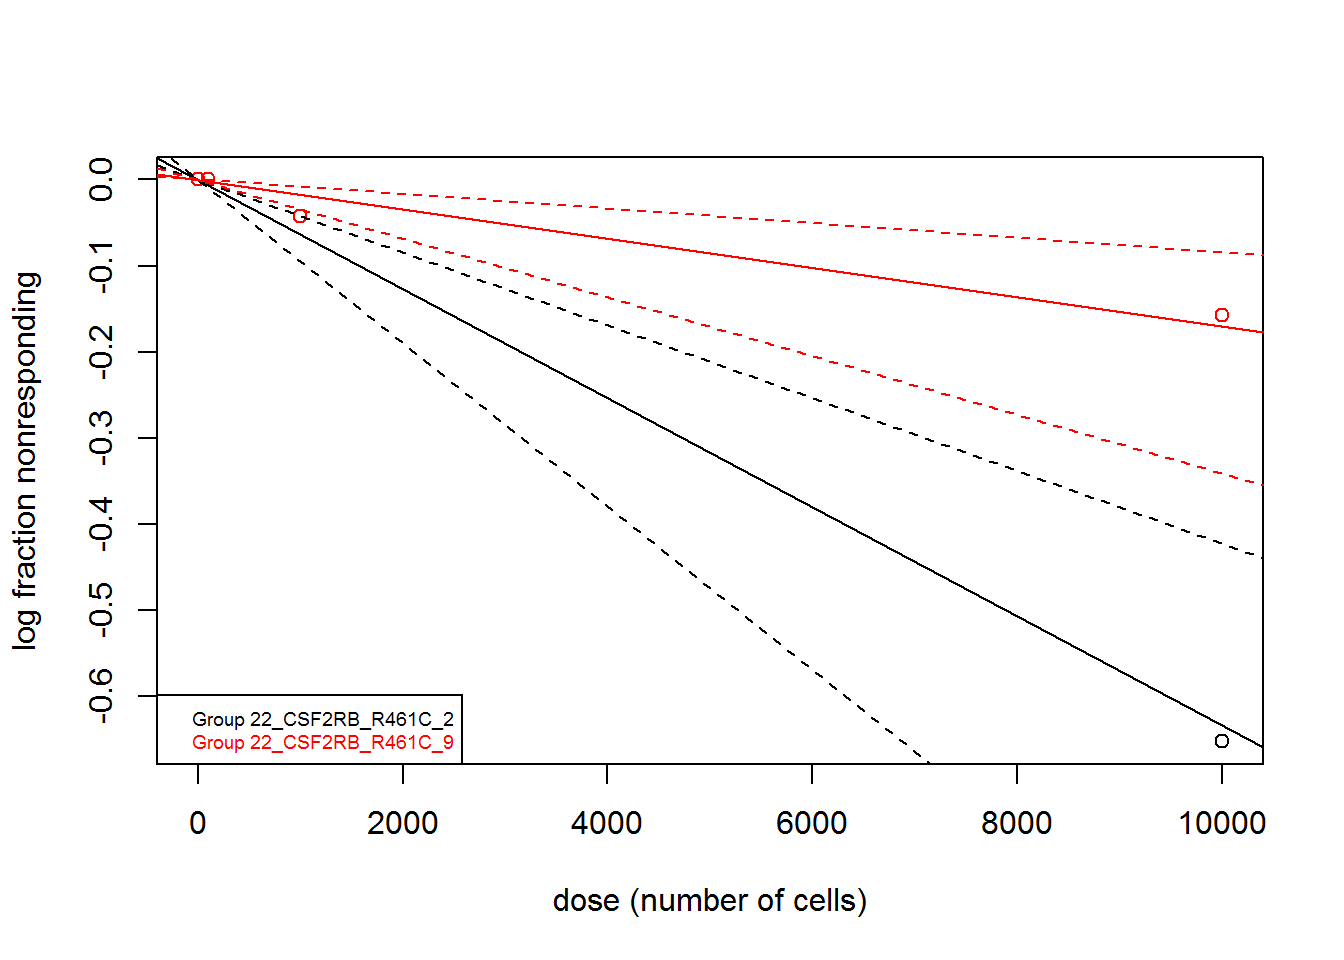 log fraction nonresponding
0.0
-0.1
-0.2
-0.3
-0.4
-0.5
-0.6
Group 22_CSF2RB_R461C_2
Group 22_CSF2RB_R461C_9
0 2000 4000 6000 8000 10000
dose (number of cells)